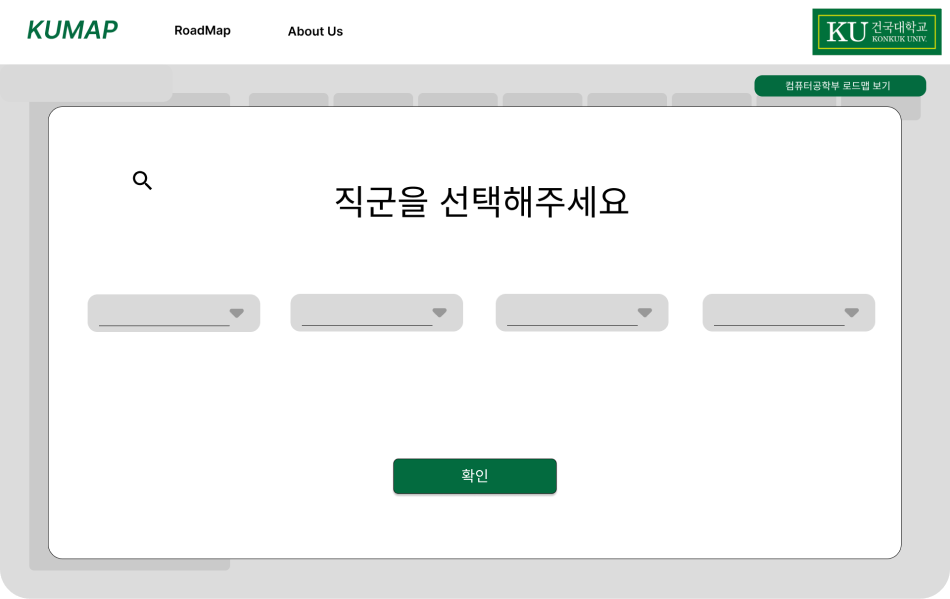 KUMAP
RoadMap
About Us
KU 건국대학교
KONKUK UNIV.
컴퓨터공학부 로드맵 보기
직군을 선택해주세요
확인